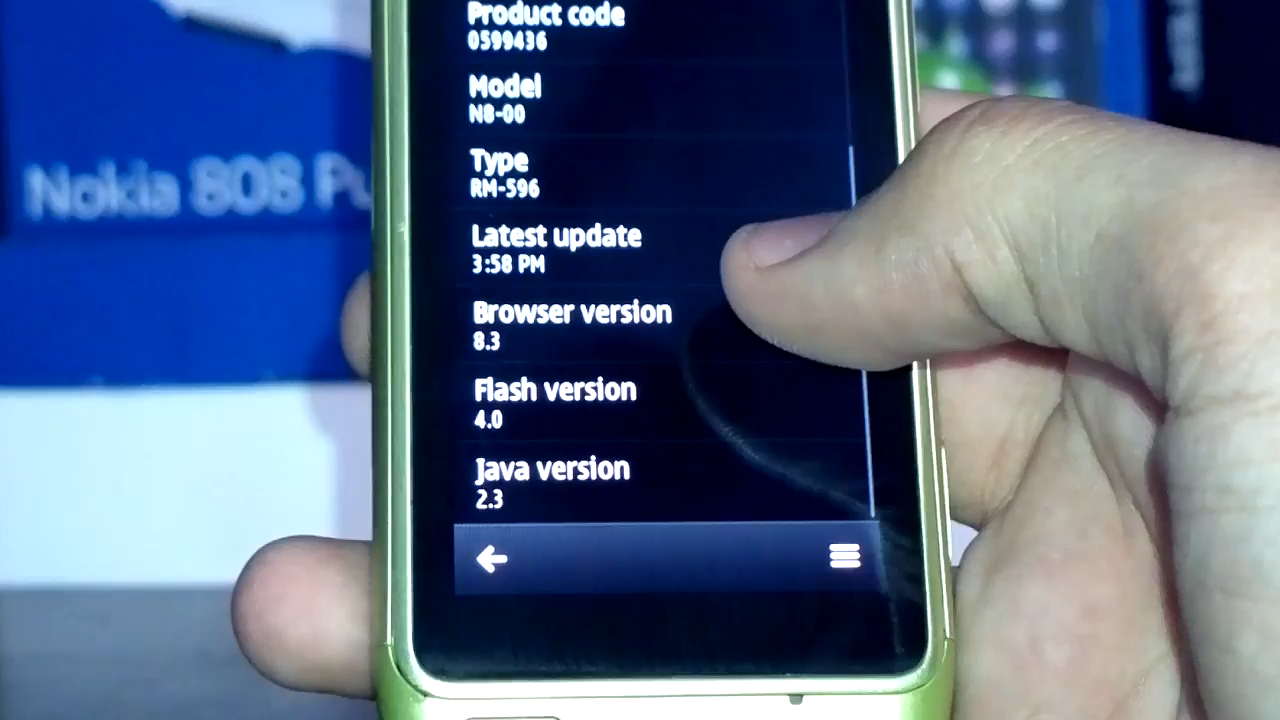 Product code
0599436
Model
N8-00
Type
RM-596
Latest update
3:58 PM
Browser version
8.3
Flash version
4.0
Java version
2.3
Nokia 808